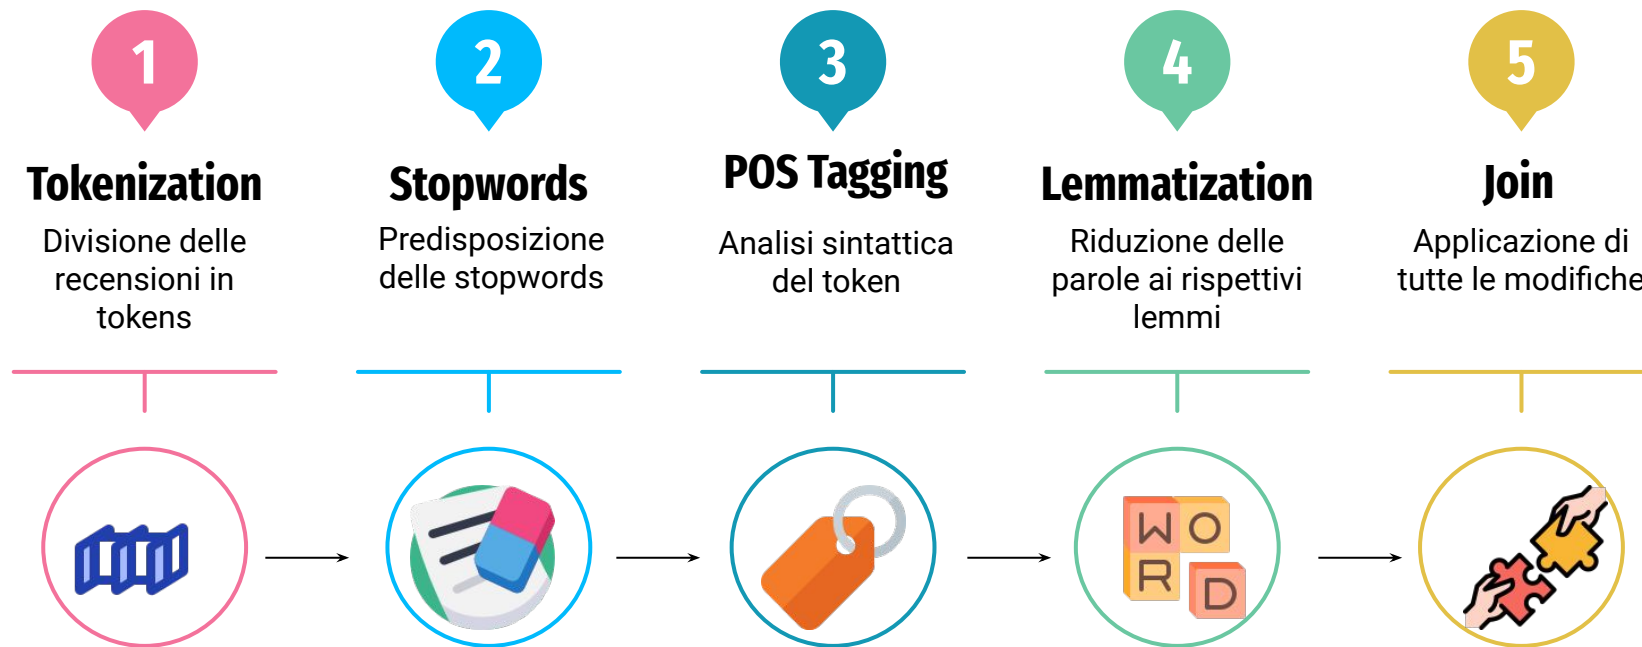 1
Tokenization
Divisione delle
recensioni in
tokens
2
Stopwords
Predisposizione
delle stopwords
3
POS Tagging
Analisi sintattica
del token
4
Lemmatization
Riduzione delle
parole ai rispettivi
lemmi
5
Join
Applicazione di
tutte le modifiche
W O
R D